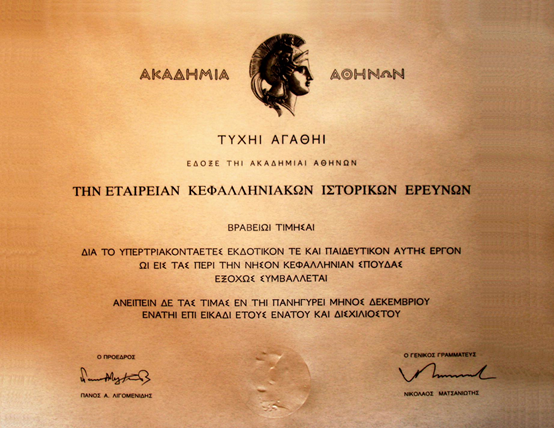 ΑΚΑΔΗΜΙΑ ΑΘΗΝΩΝ
ΤΥΧΗΙ ΑΓΑΘΗΙ
ΕΔΟΞΕ ΤΗΙ ΑΚΑΔΗΜΙΑΙ ΑΘΗΝΩΝ
ΤΗΝ ΕΤΑΙΡΕΙΑΝ ΚΕΦΑΛΛΗΝΙΑΚΩΝ ΙΣΤΟΡΙΚΩΝ ΕΡΕΥΝΩΝ
ΒΡΑΒΕΙΩΙ ΤΙΜΗΣΑΙ
ΔΙΑ ΤΟ ΥΠΕΡΤΡΙΑΚΟΝΤΑΕΤΕΣ ΕΚΔΟΤΙΚΟΝ ΤΕ ΚΑΙ ΠΑΙΔΕΥΤΙΚΟΝ ΑΥΤΗΣ ΕΡΓΟΝ
ΩΙ ΕΙΣ ΤΑΣ ΠΕΡΙ ΤΗΝ ΝΗΣΟΝ ΚΕΦΑΛΛΗΝΙΑΝ ΣΠΟΥΔΑΣ
ΕΞΟΧΩΣ ΣΥΜΒΑΛΛΕΤΑΙ
ΑΝΕΙΠΕΙΝ ΔΕ ΤΑΣ ΤΙΜΑΣ ΕΝ ΤΗΙ ΠΑΝΗΓΥΡΕΙ ΜΗΝΟΣ ΔΕΚΕΜΒΡΙΟΥ
ΕΝΑΤΗΙ ΕΠΙ ΕΙΚΑΔΙ ΕΤΟΥΣ ΕΝΑΤΟΥ ΚΑΙ ΔΙΣΧΙΛΙΟΣΤΟΥ
Ο ΠΡΟΕΔΡΟΣ
ΠΑΝΟΣ Α. ΛΙΓΟΜΕΝΙΔΗΣ
Ο ΓΕΝΙΚΟΣ ΓΡΑΜΜΑΤΕΥΣ
ΝΙΚΟΛΑΟΣ ΜΑΤΣΑΝΙΩΤΗΣ